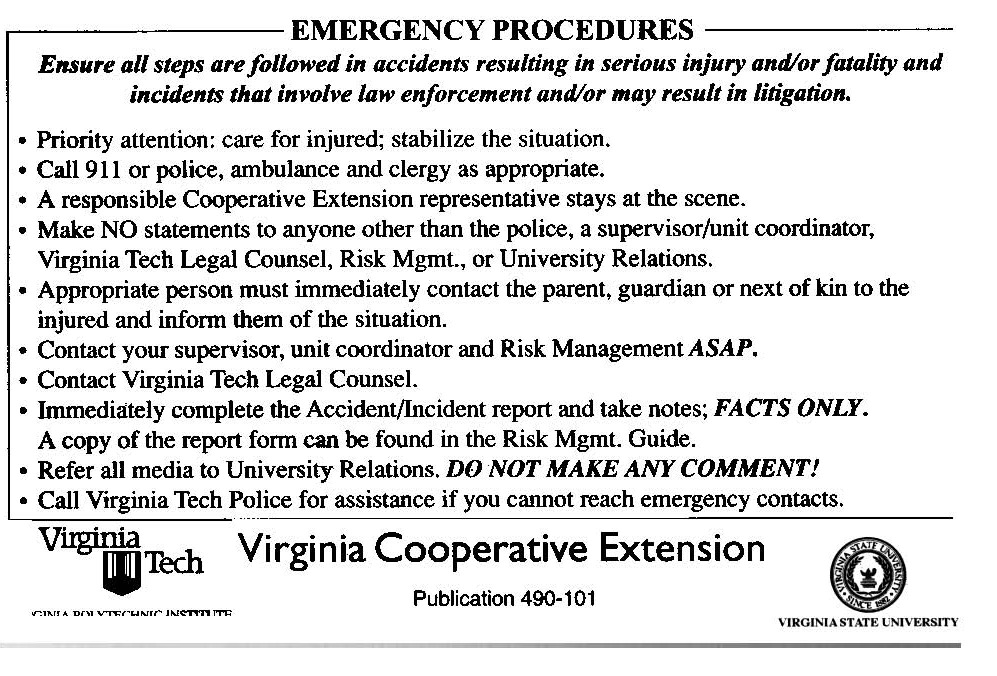 EMERGENCY PROCEDURES
Ensure all steps are followed in accidents resulting in serious injury and/or fatality and
incidents that involve law enforcement and/or may result in litigation.
• Priority attention: care for injured; stabilize the situation.
• Call 911 or police, ambulance and clergy as appropriate.
• A responsible Cooperative Extension representative stays at the scene.
• Make NO statements to anyone other than the police, a supervisor/unit coordinator,
Virginia Tech Legal Counsel, Risk Mgmt., or University Relations.
• Appropriate person must immediately contact the parent, guardian or next of kin to the
injured and inform them of the situation.
• Contact your supervisor, unit coordinator and Risk Management ASAP.
• Contact Virginia Tech Legal Counsel.
• Immediately complete the Accident/Incident report and take notes; FACTS ONLY.
A copy of the report form can be found in the Risk Mgmt. Guide.
• Refer all media to University Relations. DO NOT MAKE ANY COMMENT!
• Call Virginia Tech Police for assistance if you cannot reach emergency contacts.
Virginia
Tech
GINIA POLYTECHNIC INSTITUTE
Virginia Cooperative Extension
Publication 490-101
VIRGINIA STATE UNIVERSITY
SINCE 1882
VIRGINIA STATE UNIVERSITY